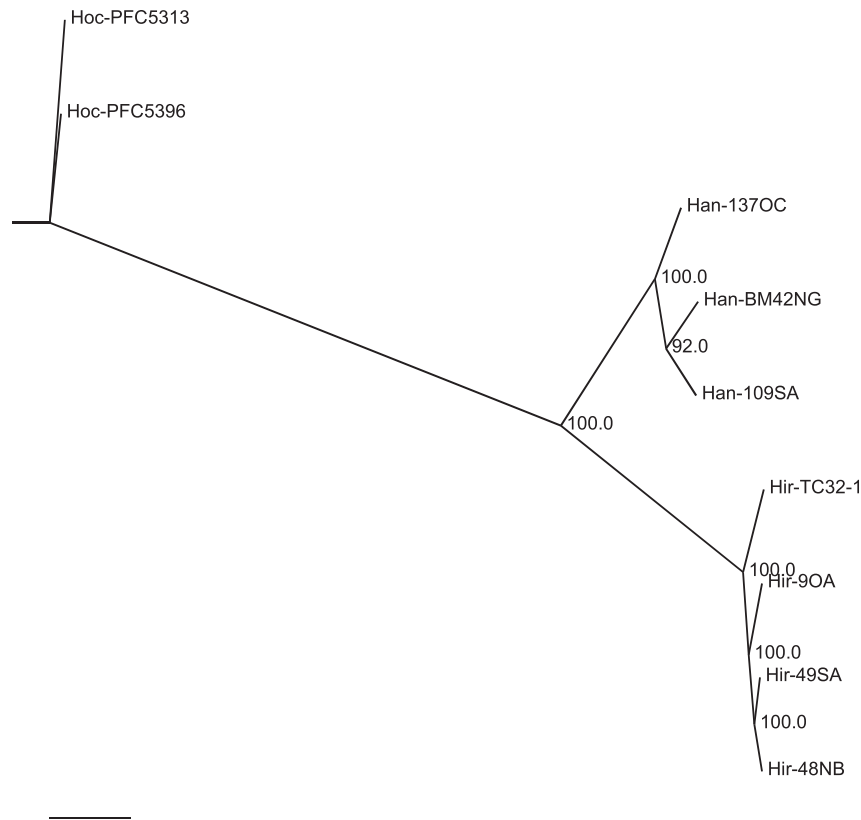 Hoc-PFC5313
Hoc-PFC5396
Han-137OC
100.0
Han-BM42NG
92.0
Han-109SA
100.0
Hir-TC32-1
100.0
Hir-9OA
100.0
Hir-49SA
100.0
Hir-48NB